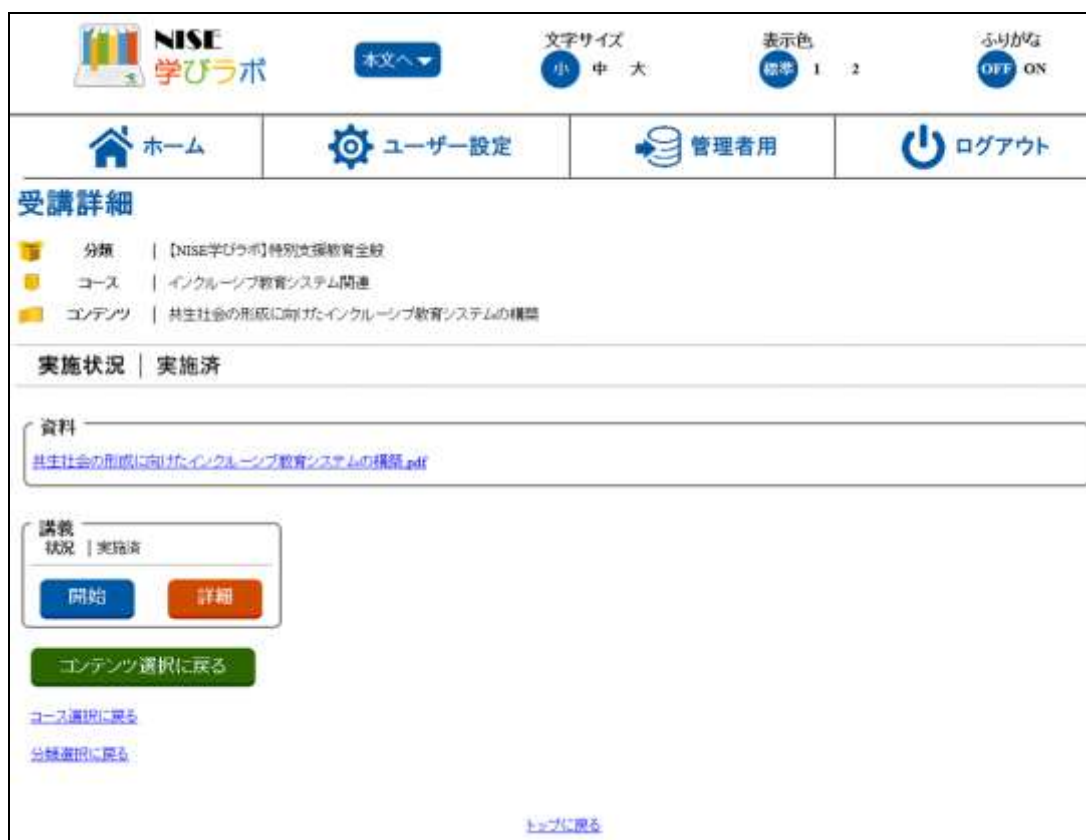 NISE
学びラボ
本文へ
文字サイズ
小 中 大
表示色
標準 1 2
ふりがな
OFF ON
ホーム
ユーザー設定
管理者用
ログアウト
受講詳細
分類 | 【NISE学びラボ】特別支援教育全般
コース | インクルーシブ教育システム関連
コンテンツ | 共生社会の形成に向けたインクルーシブ教育システムの構築
実施状況 | 実施済
資料
共生社会の形成に向けたインクルーシブ教育システムの構築.pdf
講義
状況 | 実施済
開始
詳細
コンテンツ選択に戻る
コース選択に戻る
分類選択に戻る
トップに戻る